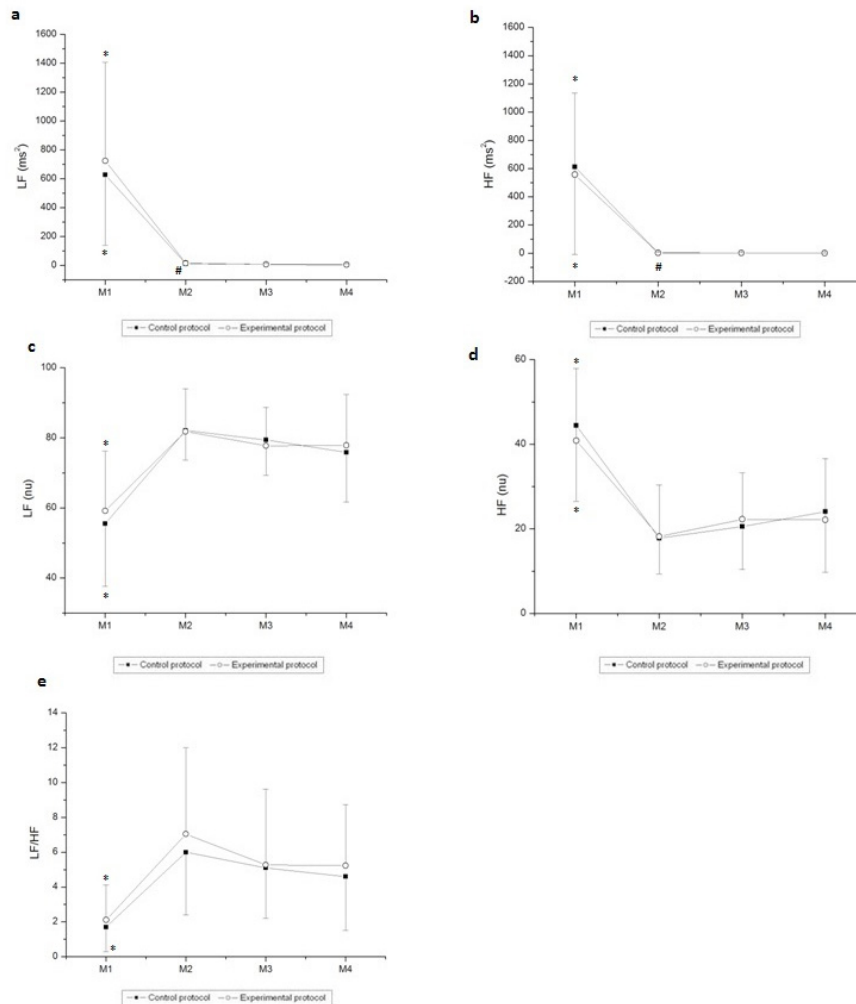 a
1600
1400
1200
1000
800
600
400
200
0
LF (ms²)
*
*
#
M1 M2 M3 M4
Control protocol Experimental protocol
b
1600
1400
1200
1000
800
600
400
200
0
-200
HF (ms²)
*
*
#
M1 M2 M3 M4
Control protocol Experimental protocol
c
100
80
60
40
LF (nu)
*
*
M1 M2 M3 M4
Control protocol Experimental protocol
d
60
40
20
0
HF (nu)
*
*
M1 M2 M3 M4
Control protocol Experimental protocol
e
14
12
10
8
6
4
2
0
LF/HF
*
*
M1 M2 M3 M4
Control protocol Experimental protocol